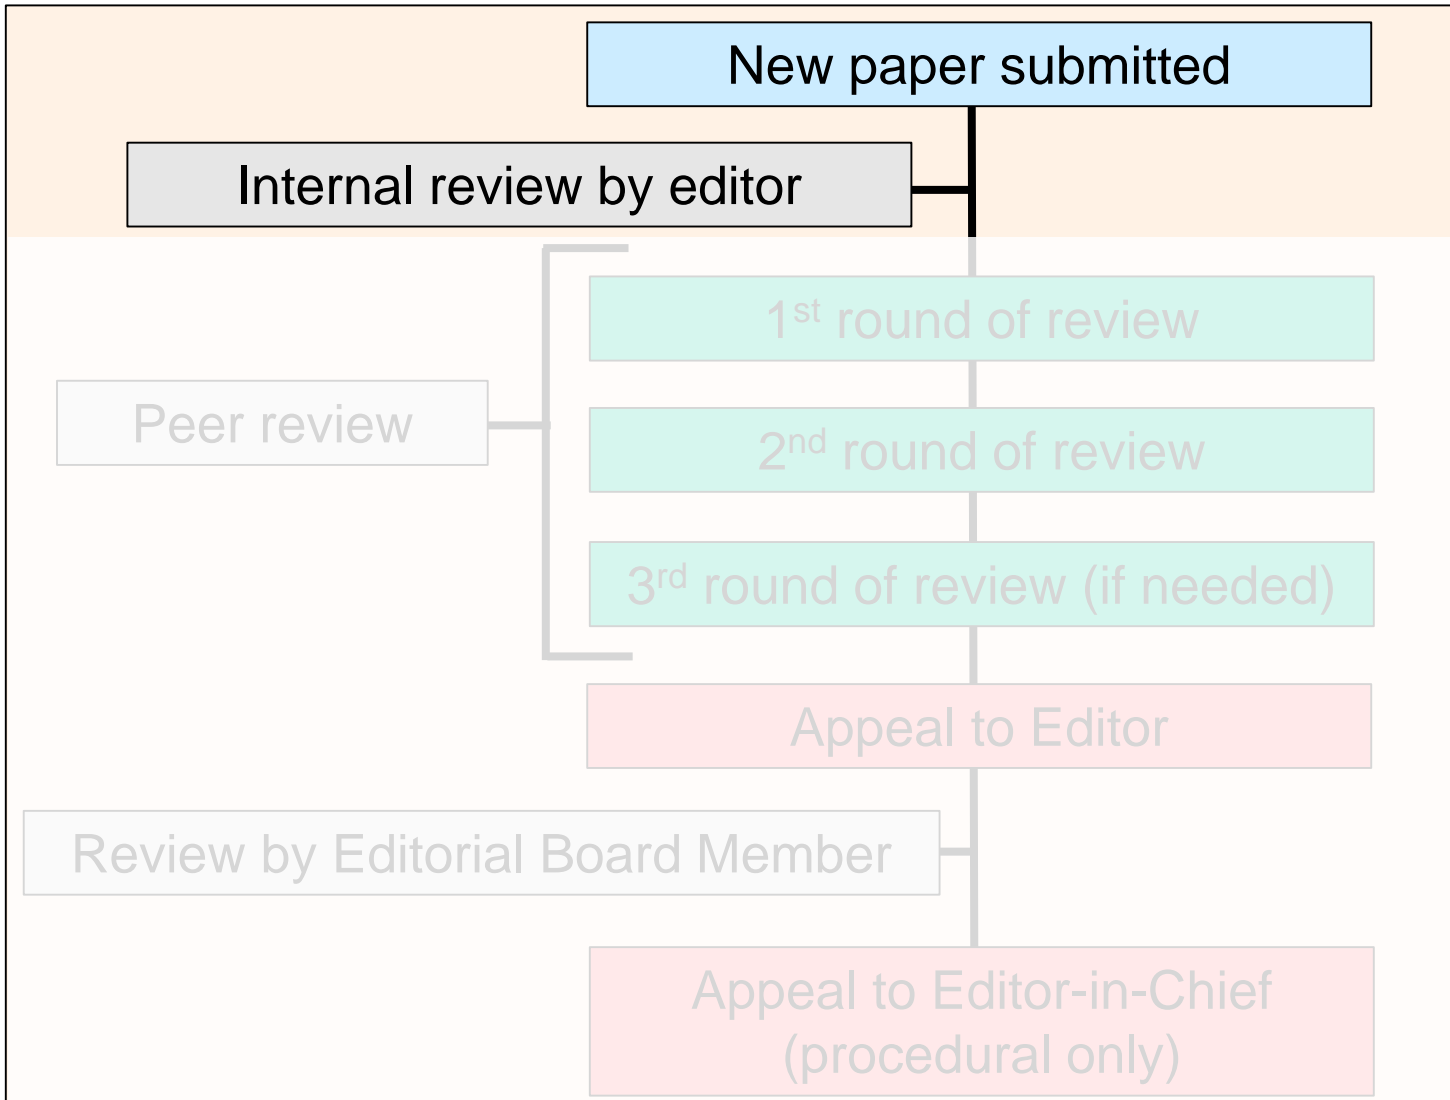 New paper submitted
Internal review by editor
1st round of review
Peer review
2nd round of review
3rd round of review (if needed)
Appeal to Editor
Review by Editorial Board Member
Appeal to Editor-in-Chief
(procedural only)